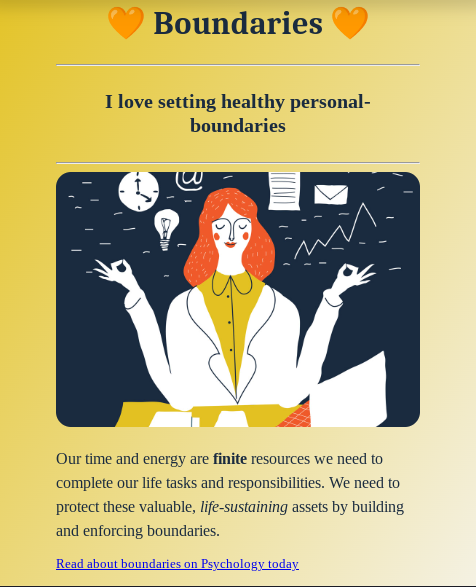 🧡 Boundaries 🧡
I love setting healthy personal-
boundaries
@
Our time and energy are finite resources we need to
complete our life tasks and responsibilities. We need to
protect these valuable, life-sustaining assets by building
and enforcing boundaries.
Read about boundaries on Psychology today